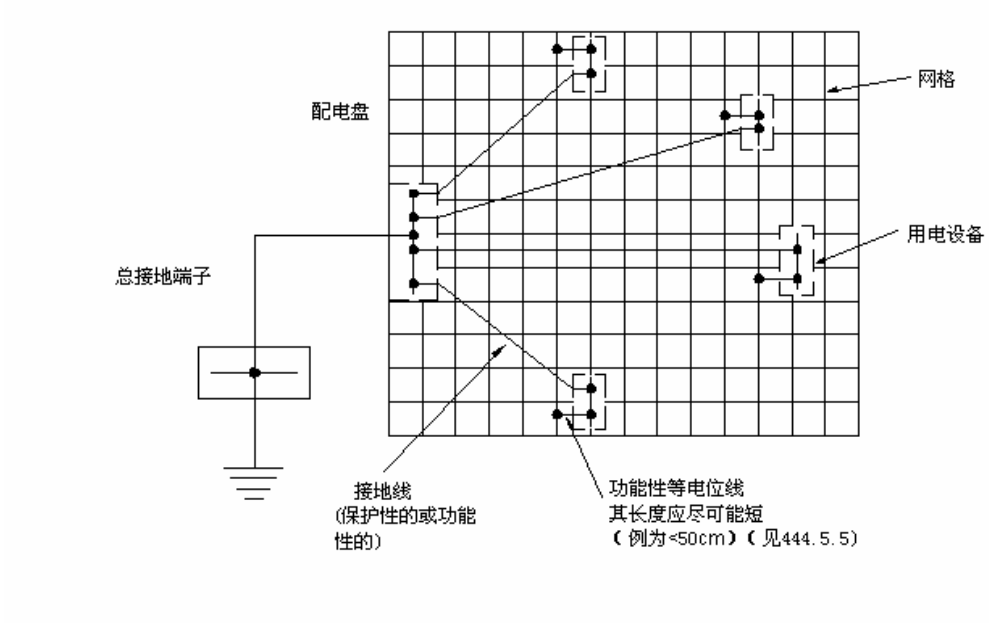 网格
配电盘
用电设备
总接地端子
接地线
(保护性的或功能
性的)
功能性等电位线
其长度应尽可能短
(例为<50cm)(见444.5.5)